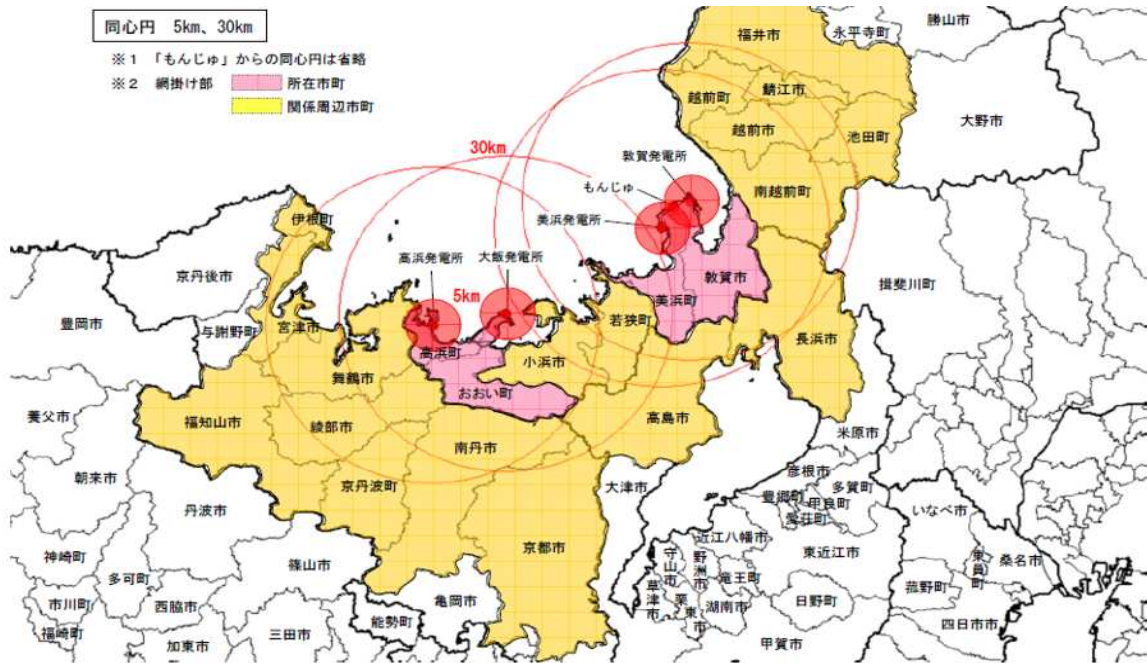 同心円 5km、30km
※1 「もんじゅ」からの同心円は省略
※2 網掛け部 所在市町
関係周辺市町
福井市
永平寺町
勝山市
越前町
鯖江市
越前市
池田町
大野市
30km
敦賀発電所
もんじゅ
南越前町
美浜発電所
伊根町
高浜発電所
大飯発電所
敦賀市
京丹後市
揖斐川町
5km
美浜町
豊岡市
与謝野町
宮津市
若狭町
長浜市
高浜町
小浜市
舞鶴市
おおい町
養父市
福知山市
綾部市
高島市
南丹市
米原市
朝来市
京丹波町
大津市
彦根市
多賀町
豊郷町
甲良町
愛荘町
いなべ市
丹波市
近江八幡市
京都市
東近江市
守山市
野洲市
東員町
桑名市
神崎町
篠山市
多可町
竜王町
菰野町
市川町
西脇市
亀岡市
草津市
栗東市
湖南市
日野町
能勢町
福崎町
加東市
三田市
甲賀市
四日市市